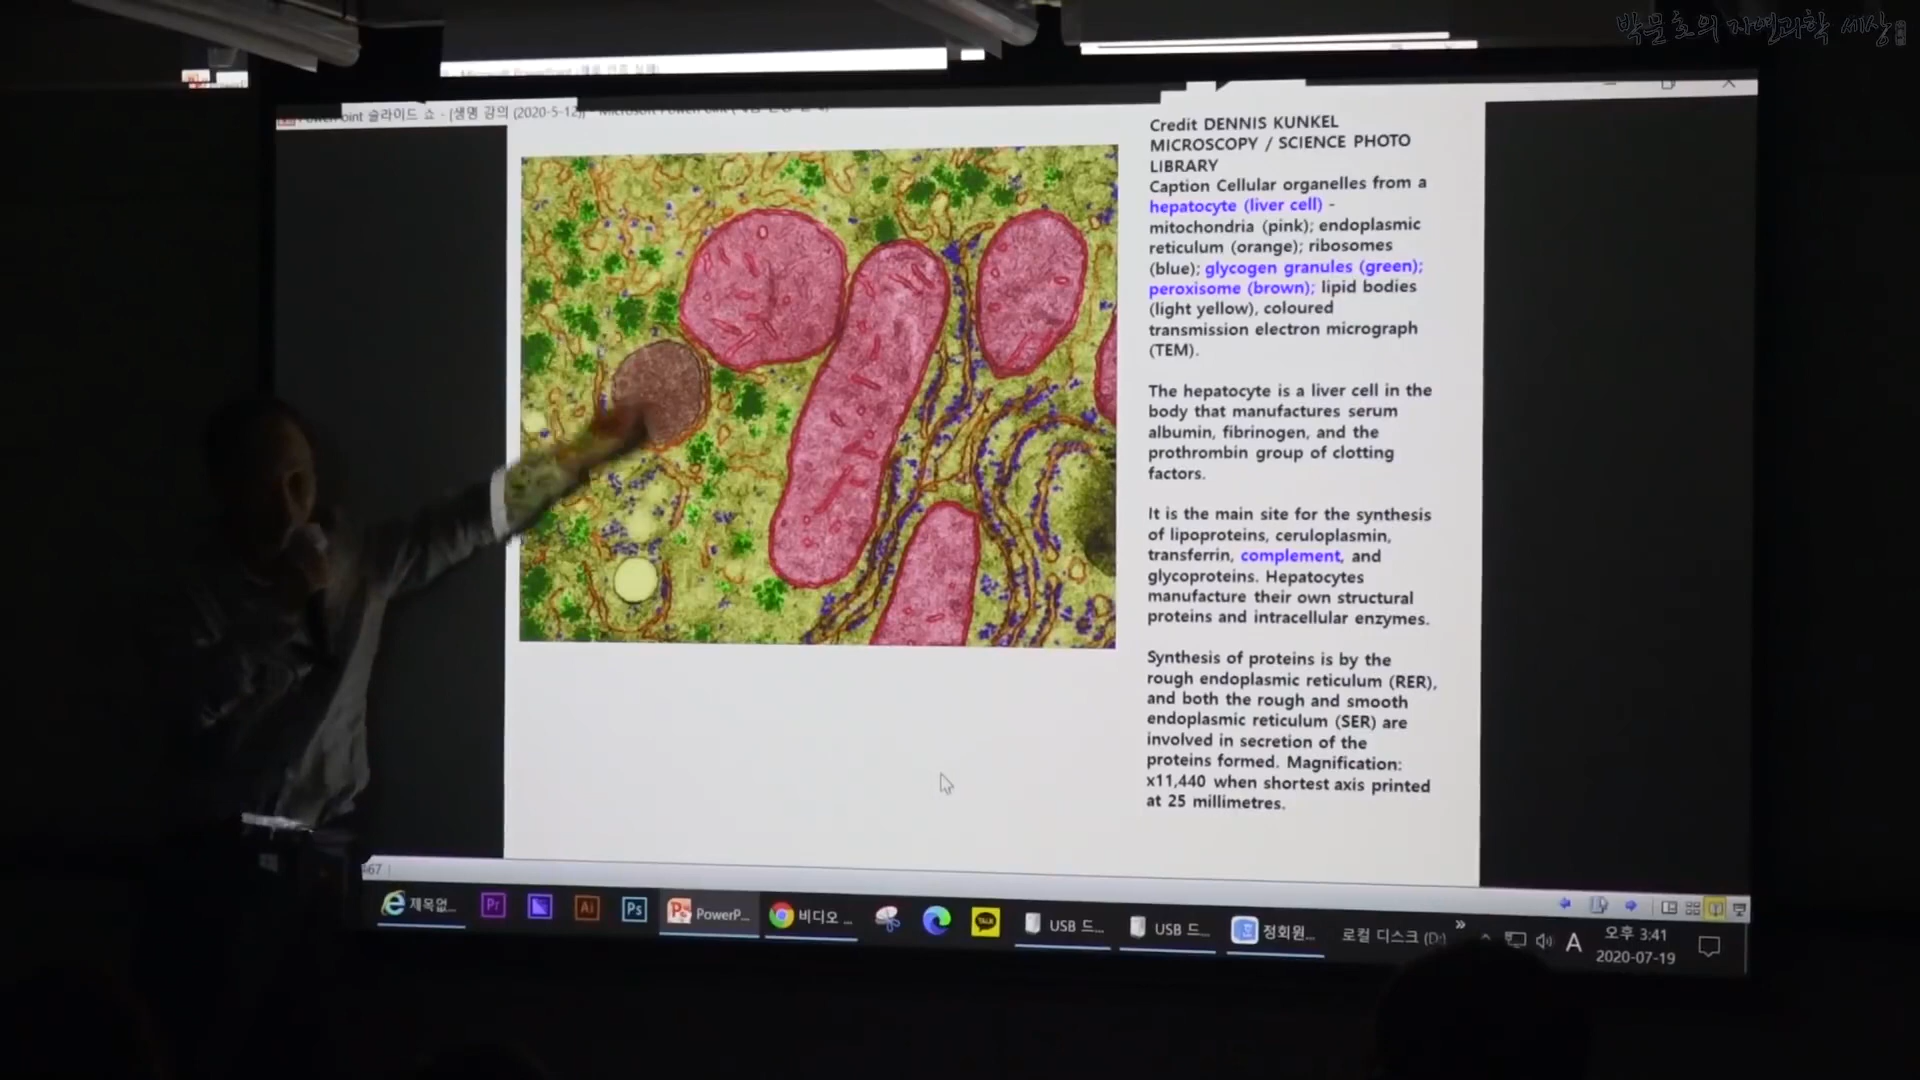 박문호의 자연과학 세상
PowerPoint 슬라이드 쇼 - [생명 강의 (2020-5-12)] - Microsoft PowerPoint
Credit DENNIS KUNKEL
MICROSCOPY / SCIENCE PHOTO
LIBRARY
Caption Cellular organelles from a
hepatocyte (liver cell) -
mitochondria (pink); endoplasmic
reticulum (orange); ribosomes
(blue); glycogen granules (green);
peroxisome (brown); lipid bodies
(light yellow), coloured
transmission electron micrograph
(TEM).
The hepatocyte is a liver cell in the
body that manufactures serum
albumin, fibrinogen, and the
prothrombin group of clotting
factors.
It is the main site for the synthesis
of lipoproteins, ceruloplasmin,
transferrin, complement, and
glycoproteins. Hepatocytes
manufacture their own structural
proteins and intracellular enzymes.
Synthesis of proteins is by the
rough endoplasmic reticulum (RER),
and both the rough and smooth
endoplasmic reticulum (SER) are
involved in secretion of the
proteins formed. Magnification:
x11,440 when shortest axis printed
at 25 millimetres.
467
제목없... Pr Ai Ps PowerP... 비디오 ... TALK USB 드... USB 드... 정회원... 로컬 디스크 (D:) » A 오후 3:41
2020-07-19